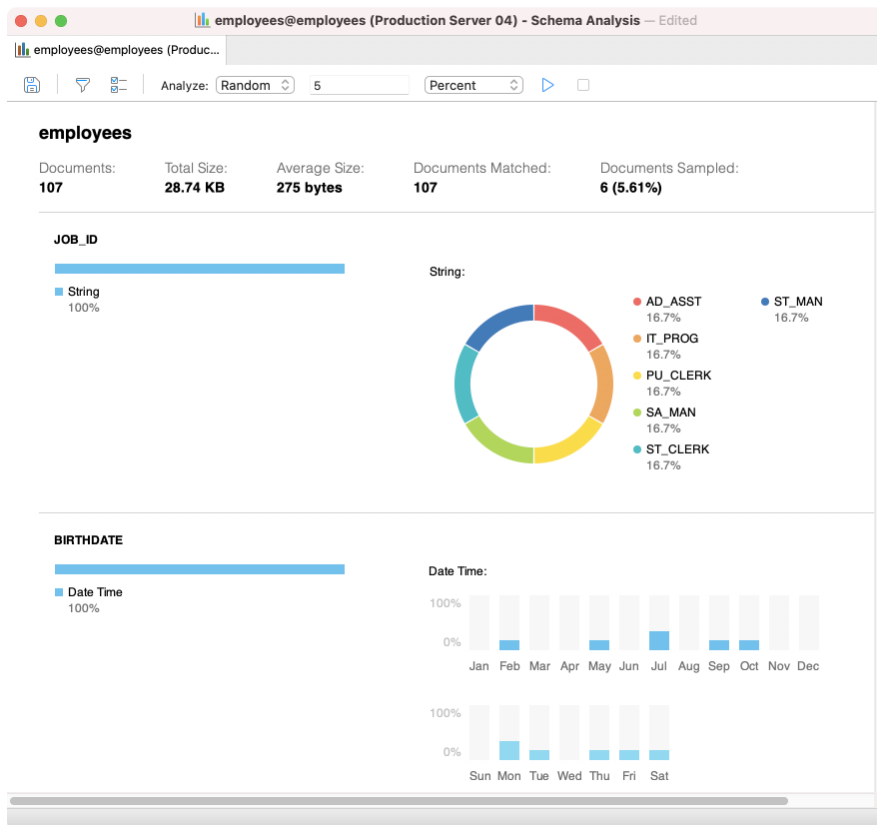 employees@employees (Production Server 04) - Schema Analysis — Edited
employees@employees (Produc...
Analyze: Random 5 Percent
employees
Documents: Total Size: Average Size: Documents Matched: Documents Sampled:
107 28.74 KB 275 bytes 107 6 (5.61%)
JOB_ID
String
100%
String:
AD_ASST ST_MAN
16.7% 16.7%
IT_PROG
16.7%
PU_CLERK
16.7%
SA_MAN
16.7%
ST_CLERK
16.7%
BIRTHDATE
Date Time
100%
Date Time:
100%
0%
Jan Feb Mar Apr May Jun Jul Aug Sep Oct Nov Dec
100%
0%
Sun Mon Tue Wed Thu Fri Sat